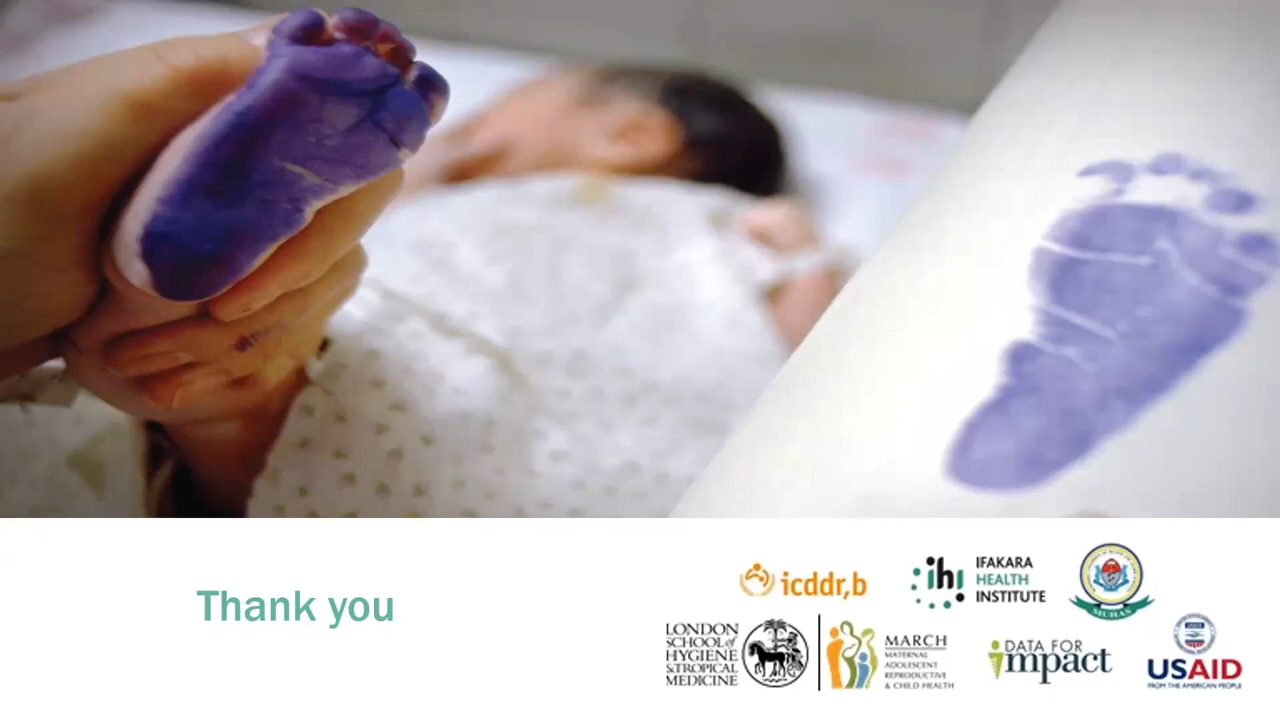 Thank you
icddr,b
ihi
IFAKARA
HEALTH
INSTITUTE
MUHAS
LONDON
SCHOOL of
HYGIENE
& TROPICAL
MEDICINE
MARCH
MATERNAL
ADOLESCENT
REPRODUCTIVE
& CHILD HEALTH
DATA FOR
impact
USAID
FROM THE AMERICAN PEOPLE